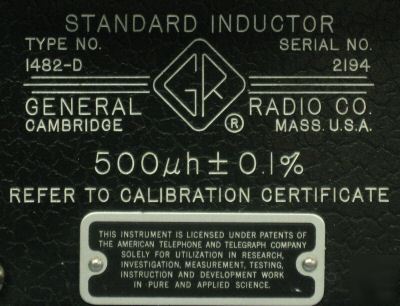 STANDARD INDUCTOR
TYPE NO. SERIAL NO.
1482-D 2194
GR
GENERAL RADIO CO.
CAMBRIDGE ® MASS. U.S.A.
500μh ± 0.1%
REFER TO CALIBRATION CERTIFICATE
THIS INSTRUMENT IS LICENSED UNDER PATENTS OF
THE AMERICAN TELEPHONE AND TELEGRAPH COMPANY
SOLELY FOR UTILIZATION IN RESEARCH,
INVESTIGATION, MEASUREMENT, TESTING,
INSTRUCTION AND DEVELOPMENT WORK
IN PURE AND APPLIED SCIENCE.